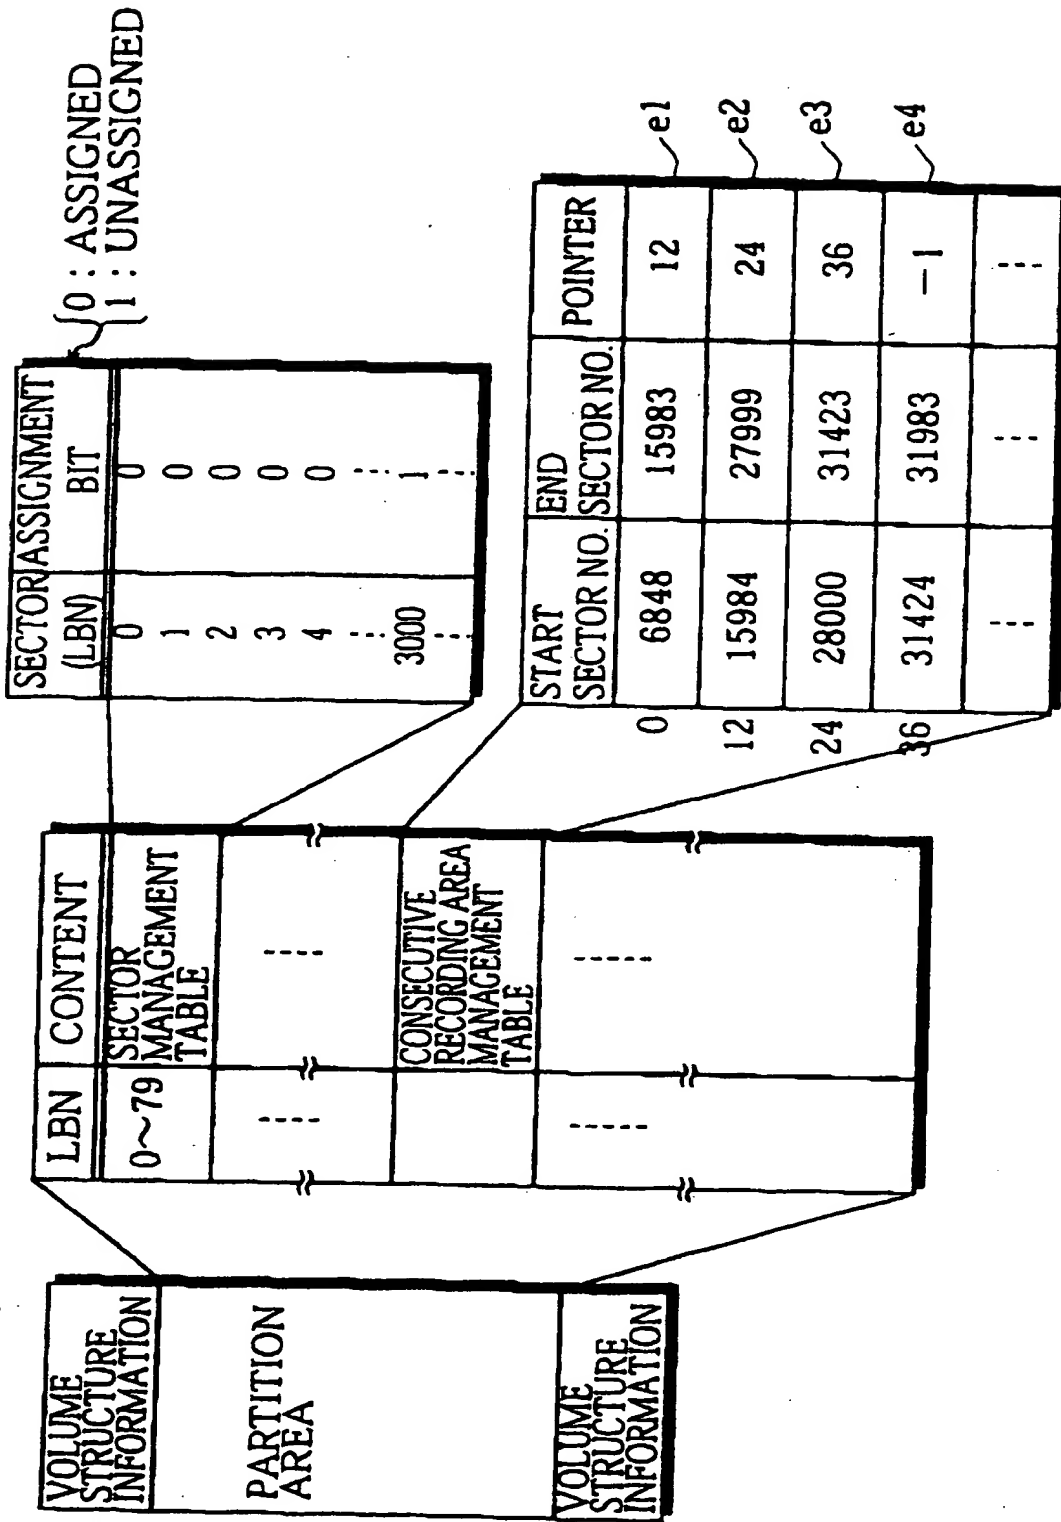 VOLUME
STRUCTURE
INFORMATION
PARTITION
AREA
VOLUME
STRUCTURE
INFORMATION
LBN CONTENT
0~79 SECTOR
MANAGEMENT
TABLE
----- -----
CONSECUTIVE
RECORDING AREA
MANAGEMENT
TABLE
----- -----
SECTOR ASSIGNMENT
(LBN) BIT
0 0
1 0
2 0
3 0
4 0
--- ---
3000 1
--- ---
0 : ASSIGNED
1 : UNASSIGNED
START END POINTER
SECTOR NO. SECTOR NO.
0 6848 15983 12 e1
12 15984 27999 24 e2
24 28000 31423 36 e3
36 31424 31983 -1 e4
--- --- ---